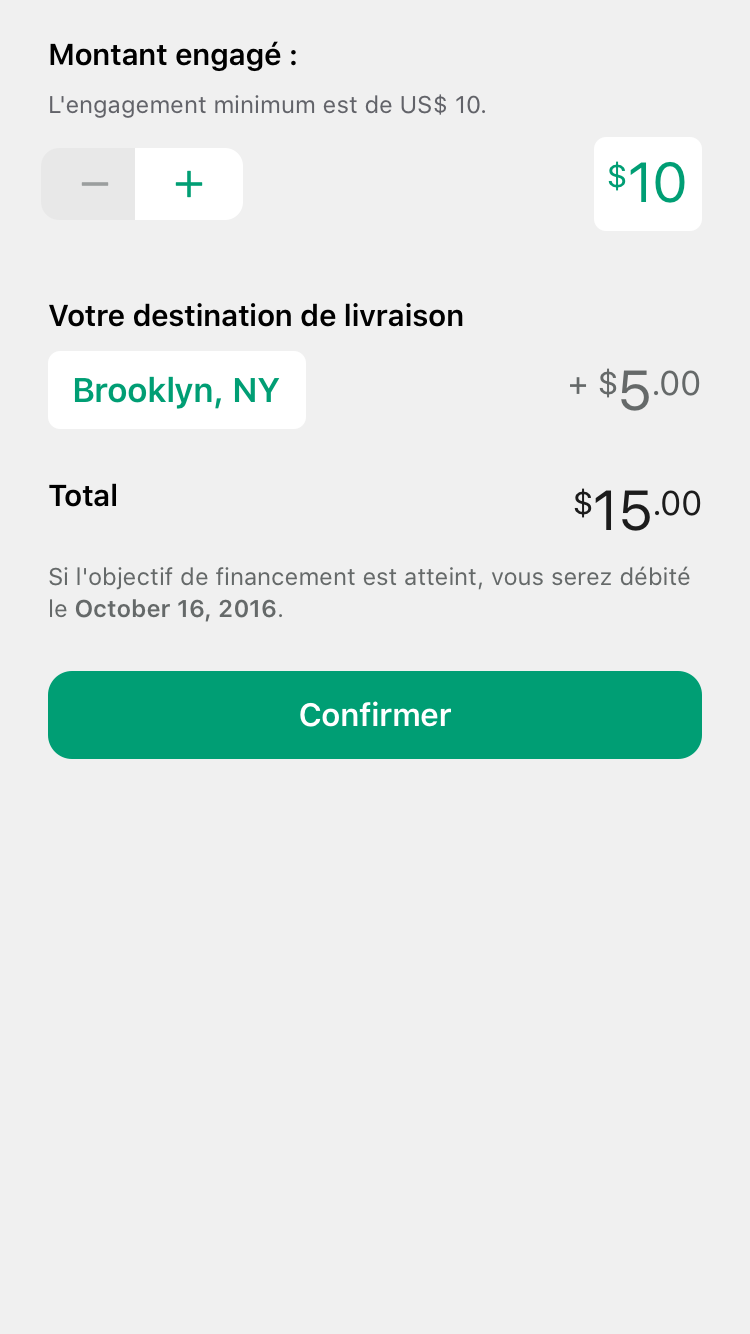 Montant engagé :
L'engagement minimum est de US$ 10.
− +
$10
Votre destination de livraison
Brooklyn, NY
+ $5.00
Total
$15.00
Si l'objectif de financement est atteint, vous serez débité
le October 16, 2016.
Confirmer